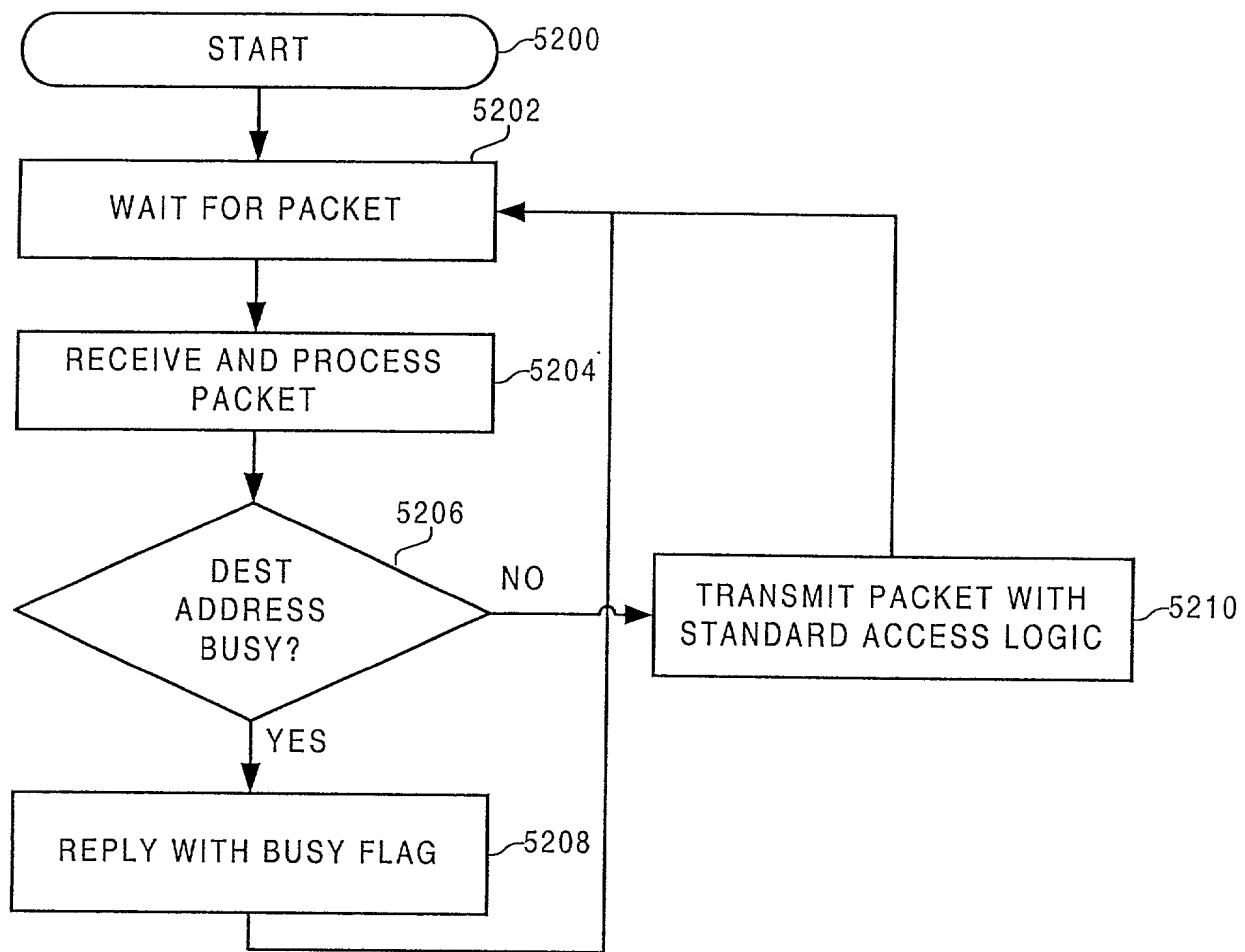 START
5200
5202
WAIT FOR PACKET
RECEIVE AND PROCESS
PACKET
5204
5206
DEST
ADDRESS
BUSY?
NO
TRANSMIT PACKET WITH
STANDARD ACCESS LOGIC
5210
YES
REPLY WITH BUSY FLAG
5208